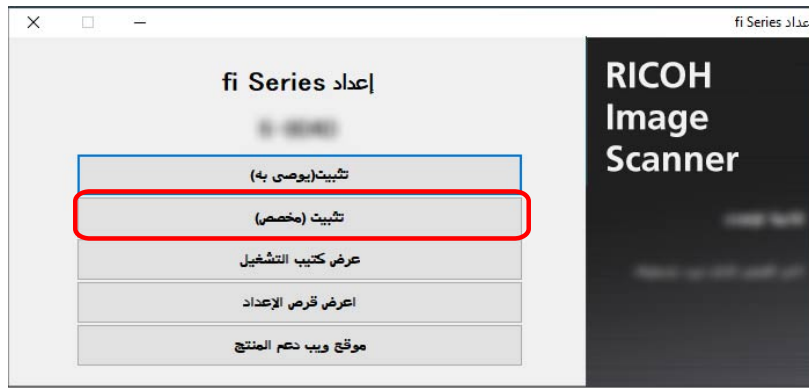 إعداد fi Series
إعداد fi Series
RICOH
Image
Scanner
تثبيت(يوصى به)
تثبيت (مخصص)
عرض كتيب التشغيل
اعرض قرص الإعداد
موقع ويب دعم المنتج